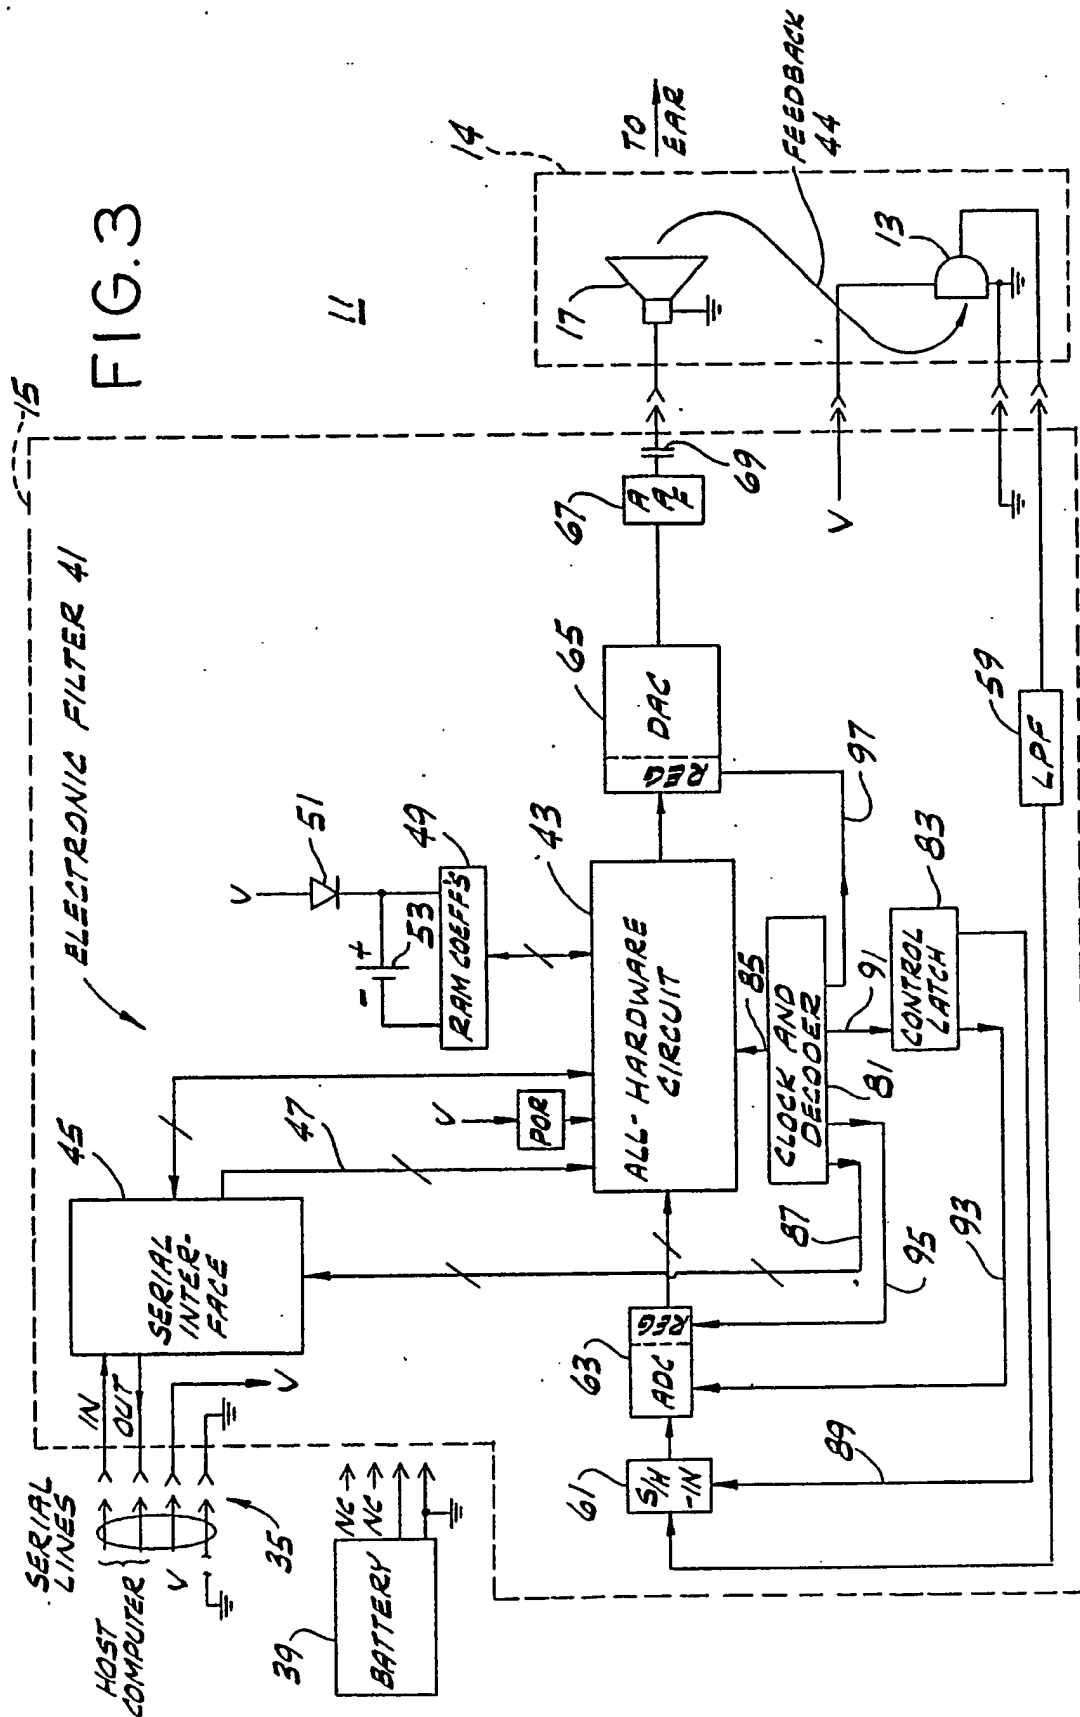 FIG.3
11
15
ELECTRONIC FILTER 41
SERIAL
LINES
HOST
COMPUTER
V
35
IN
OUT
V
45
SERIAL
INTER-
FACE
47
V
POR
V
51
+
-
53
49
RAM COEFF'S
43
ALL-HARDWARE
CIRCUIT
39
BATTERY
NC
NC
61
S/H
-IN
63
ADC
REG
85
CLOCK AND
DECODER
81
87
95
91
97
83
CONTROL
LATCH
93
89
REG
DAC
65
67
AAF
69
V
59
LPF
14
17
TO
EAR
FEEDBACK
44
13